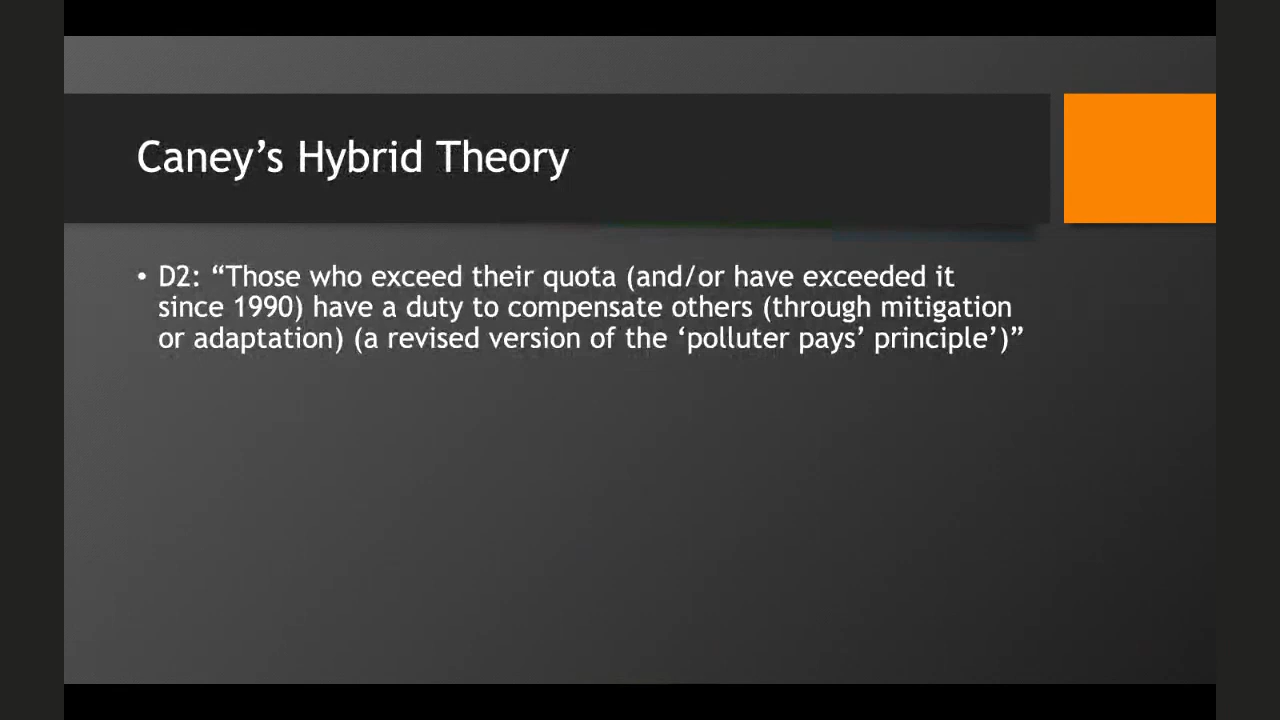 Caney’s Hybrid Theory
• D2: “Those who exceed their quota (and/or have exceeded it
since 1990) have a duty to compensate others (through mitigation
or adaptation) (a revised version of the ‘polluter pays’ principle’)”